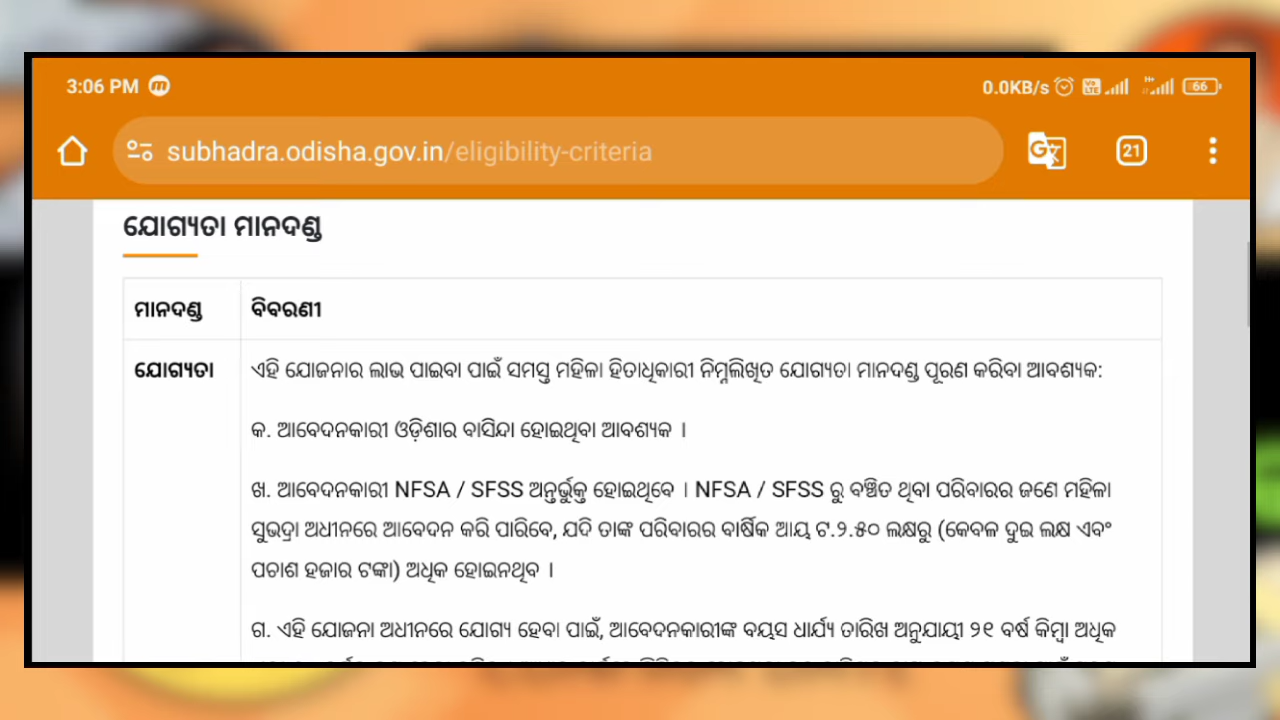 3:06 PM
0.0KB/s
66
subhadra.odisha.gov.in/eligibility-criteria
21
ଯୋଗ୍ୟତା ମାନଦଣ୍ଡ
ମାନଦଣ୍ଡ ବିବରଣୀ
ଯୋଗ୍ୟତା ଏହି ଯୋଜନାର ଲାଭ ପାଇବା ପାଇଁ ସମସ୍ତ ମହିଳା ହିତାଧିକାରୀ ନିମ୍ନଲିଖିତ ଯୋଗ୍ୟତା ମାନଦଣ୍ଡ ପୂରଣ କରିବା ଆବଶ୍ୟକ:
କ. ଆବେଦନକାରୀ ଓଡ଼ିଶାର ବାସିନ୍ଦା ହୋଇଥିବା ଆବଶ୍ୟକ ।
ଖ. ଆବେଦନକାରୀ NFSA / SFSS ଅନ୍ତର୍ଭୁକ୍ତ ହୋଇଥିବେ । NFSA / SFSS ରୁ ବଞ୍ଚିତ ଥିବା ପରିବାରର ଜଣେ ମହିଳା
ସୁଭଦ୍ରା ଅଧୀନରେ ଆବେଦନ କରି ପାରିବେ, ଯଦି ତାଙ୍କ ପରିବାରର ବାର୍ଷିକ ଆୟ ଟ.୨.୫୦ ଲକ୍ଷରୁ (କେବଳ ଦୁଇ ଲକ୍ଷ ଏବଂ
ପଚାଶ ହଜାର ଟଙ୍କା) ଅଧିକ ହୋଇନଥିବ ।
ଗ. ଏହି ଯୋଜନା ଅଧୀନରେ ଯୋଗ୍ୟ ହେବା ପାଇଁ, ଆବେଦନକାରୀଙ୍କ ବୟସ ଧାର୍ଯ୍ୟ ତାରିଖ ଅନୁଯାୟୀ ୨୧ ବର୍ଷ କିମ୍ବା ଅଧିକ